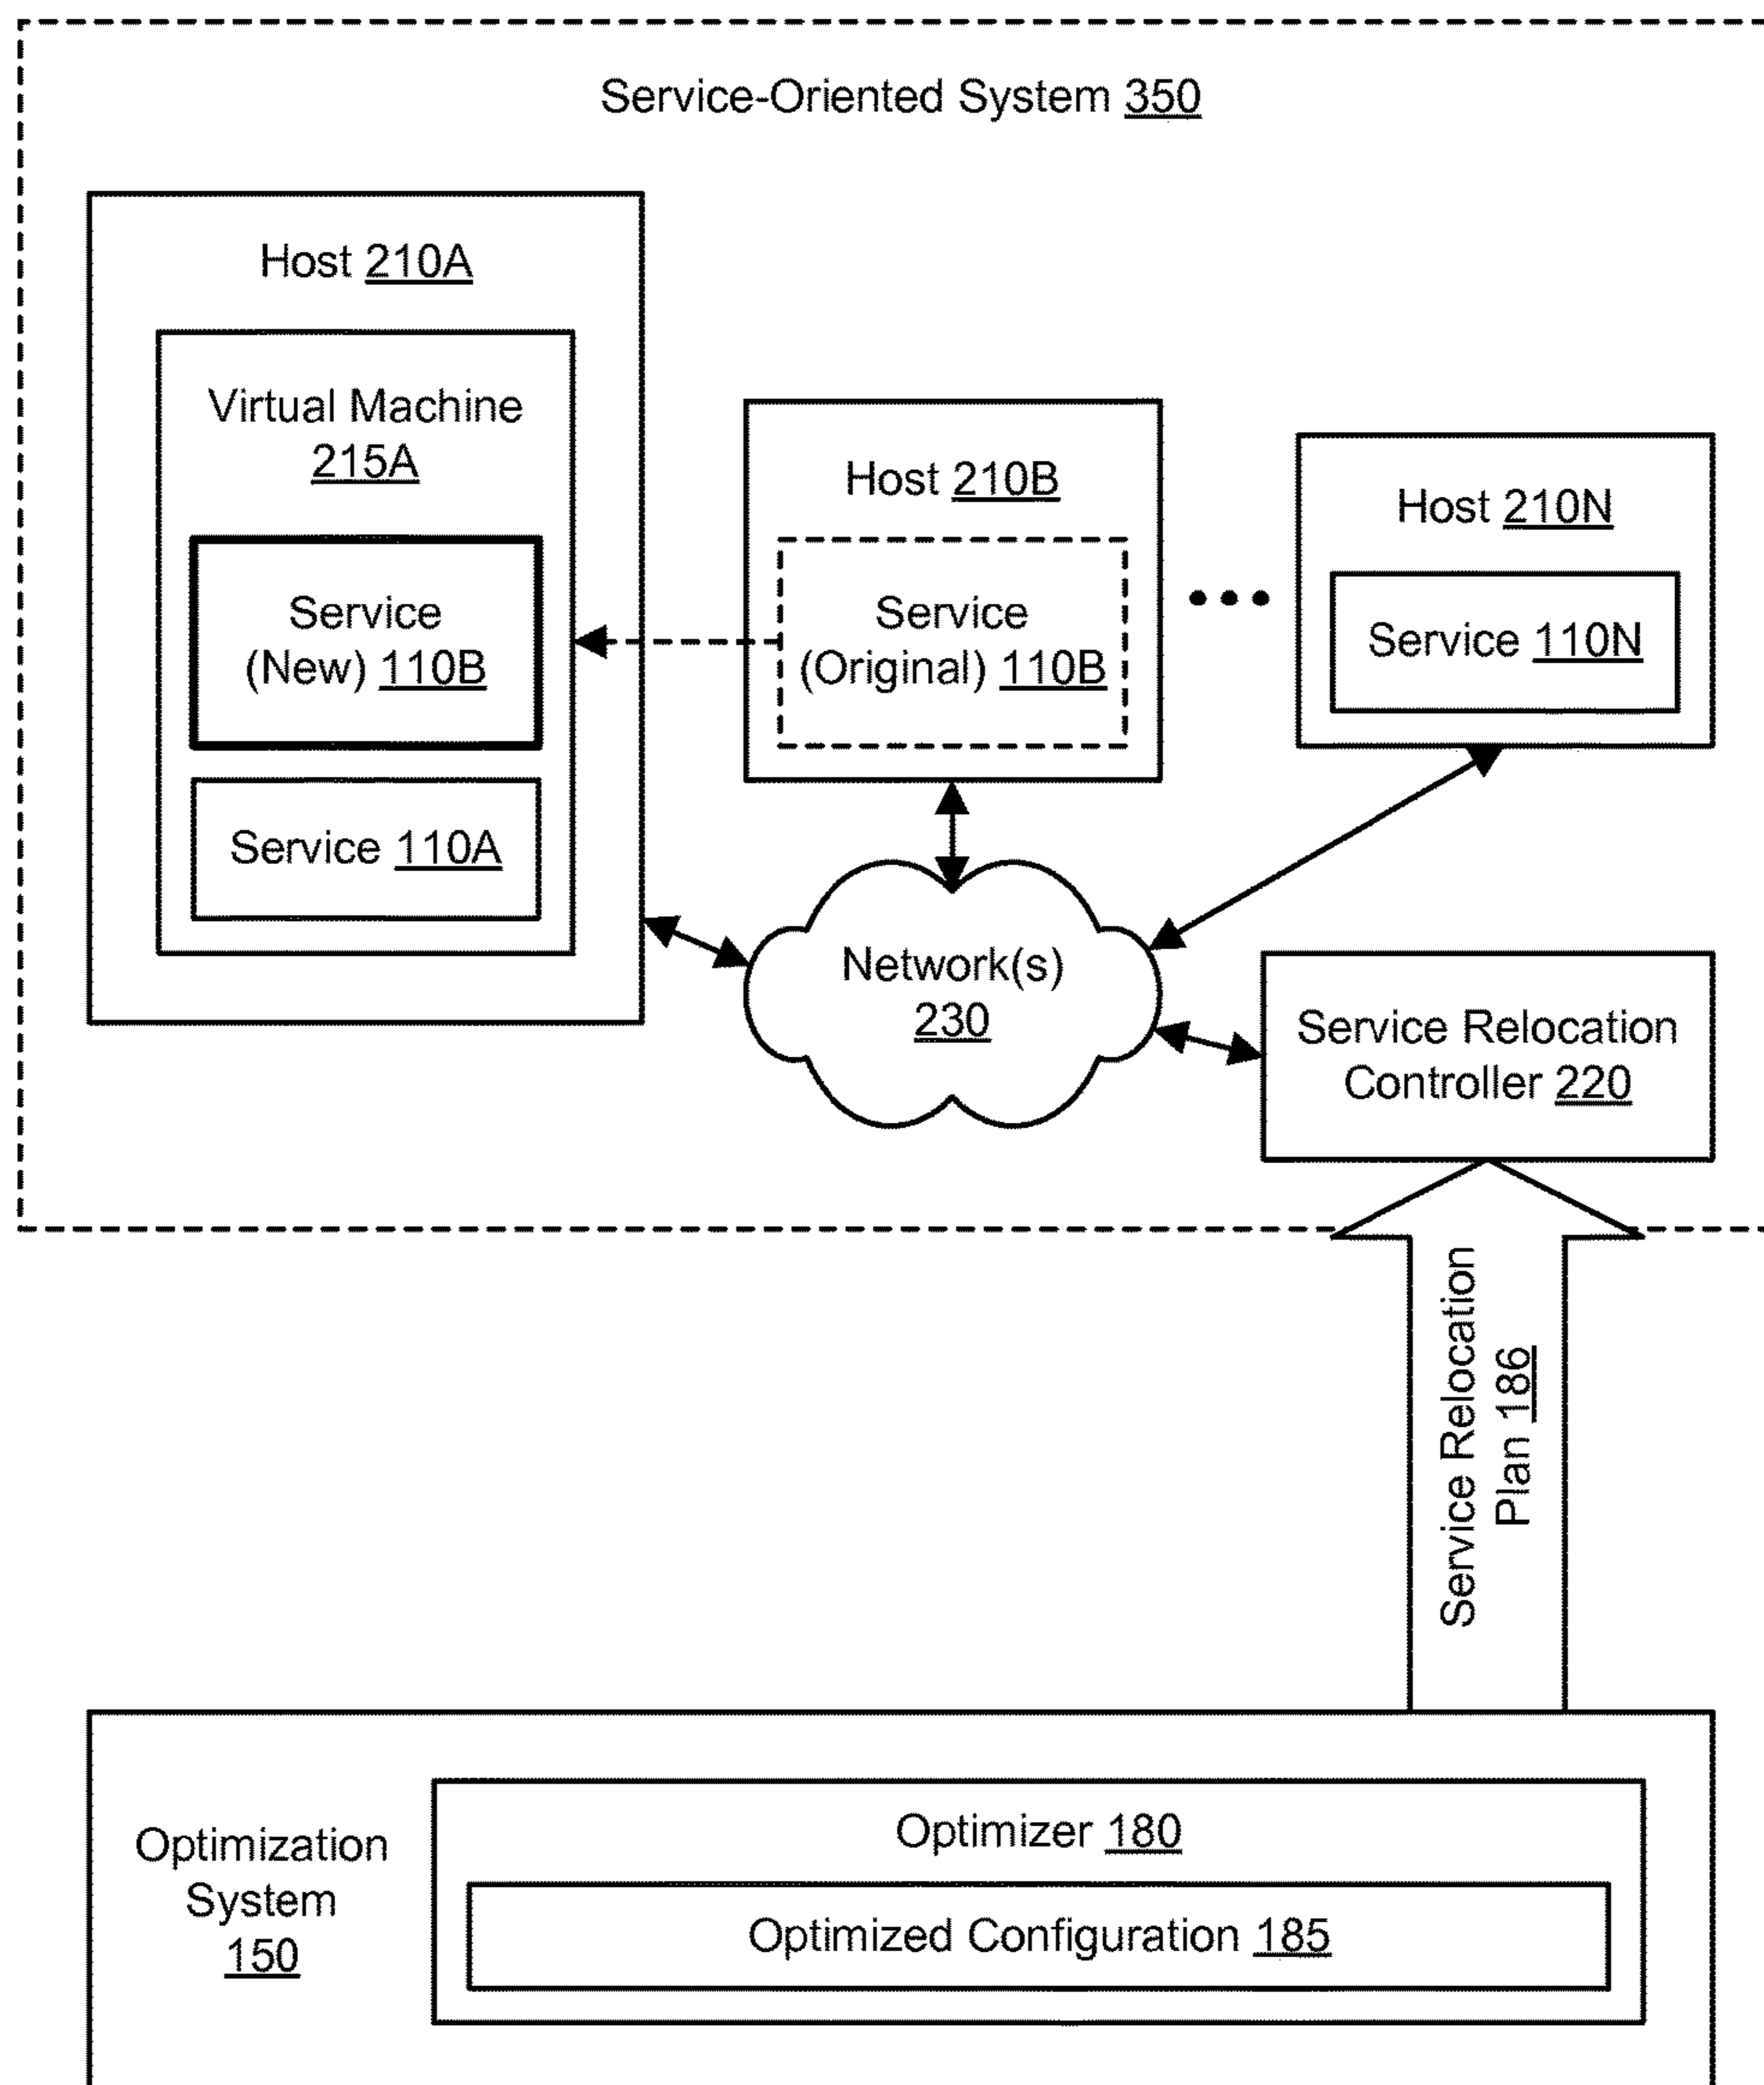 Service-Oriented System 350
Host 210A
Virtual Machine
215A
Service
(New) 110B
Service 110A
Host 210B
Service
(Original) 110B
Host 210N
Service 110N
Network(s)
230
Service Relocation
Controller 220
Service Relocation
Plan 186
Optimization
System
150
Optimizer 180
Optimized Configuration 185